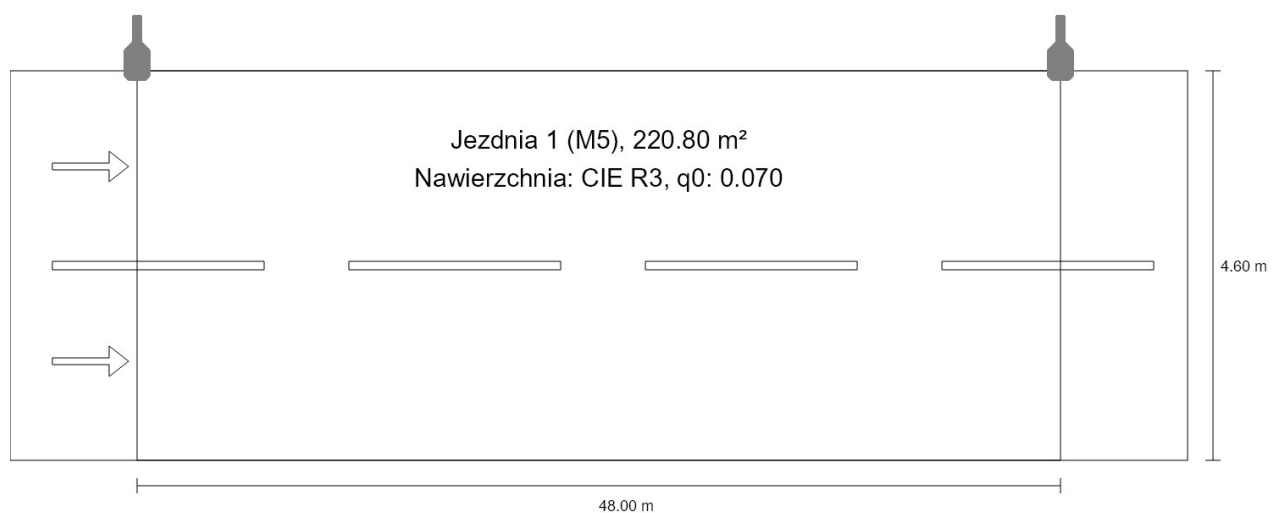 Jezdnia 1 (M5), 220.80 m²
Nawierzchnia: CIE R3, q0: 0.070
4.60 m
48.00 m